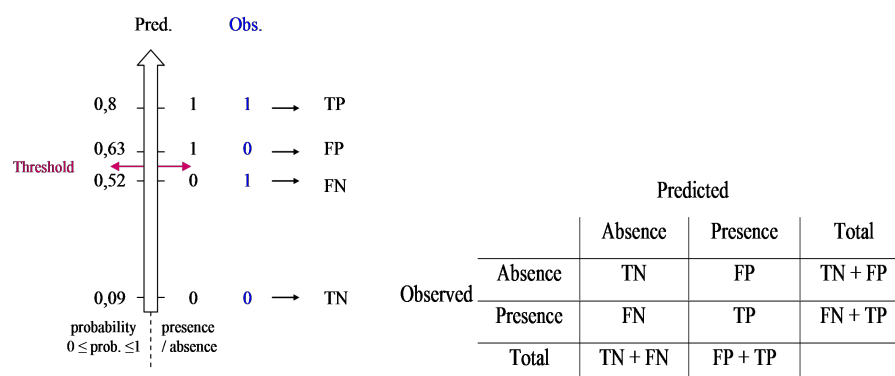 Pred. Obs.
0,8 1 1 TP
0,63 1 0 FP
Threshold
0,52 0 1 FN
0,09 0 0 TN
probability presence
0 ≤ prob. ≤1 / absence
Predicted
Absence Presence Total
Absence TN FP TN + FP
Observed
Presence FN TP FN + TP
Total TN + FN FP + TP